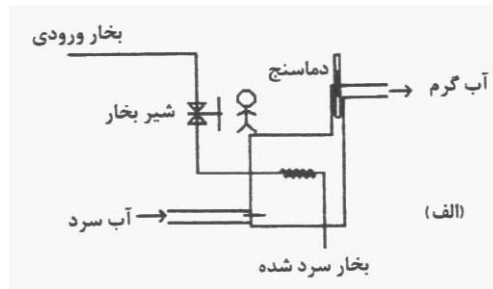 بخار ورودی
دماسنج
آب گرم
شیر بخار
(الف)
آب سرد
بخار سرد شده